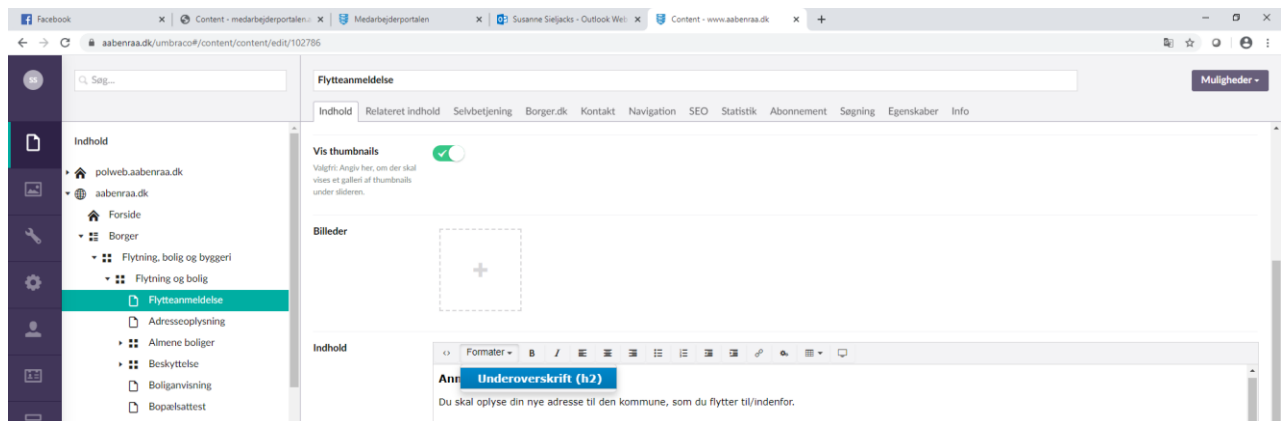 Facebook
Content - medarbejderportalen.a
Medarbejderportalen
Susanne Sieljacks - Outlook Web
Content - www.aabenraa.dk
aabenraa.dk/umbraco#/content/content/edit/102786
SS
Søg...
Flytteanmeldelse
Muligheder
Indhold Relateret indhold Selvbetjening Borger.dk Kontakt Navigation SEO Statistik Abonnement Søgning Egenskaber Info
Indhold
polweb.aabenraa.dk
aabenraa.dk
Forside
Borger
Flytning, bolig og byggeri
Flytning og bolig
Flytteanmeldelse
Adresseoplysning
Almene boliger
Beskyttelse
Boliganvisning
Bopælsattest
Vis thumbnails
Valgfri: Angiv her, om der skal
vises et galleri af thumbnails
under slideren.
Billeder
Indhold
Formater B I
Underoverskrift (h2)
Du skal oplyse din nye adresse til den kommune, som du flytter til/indenfor.